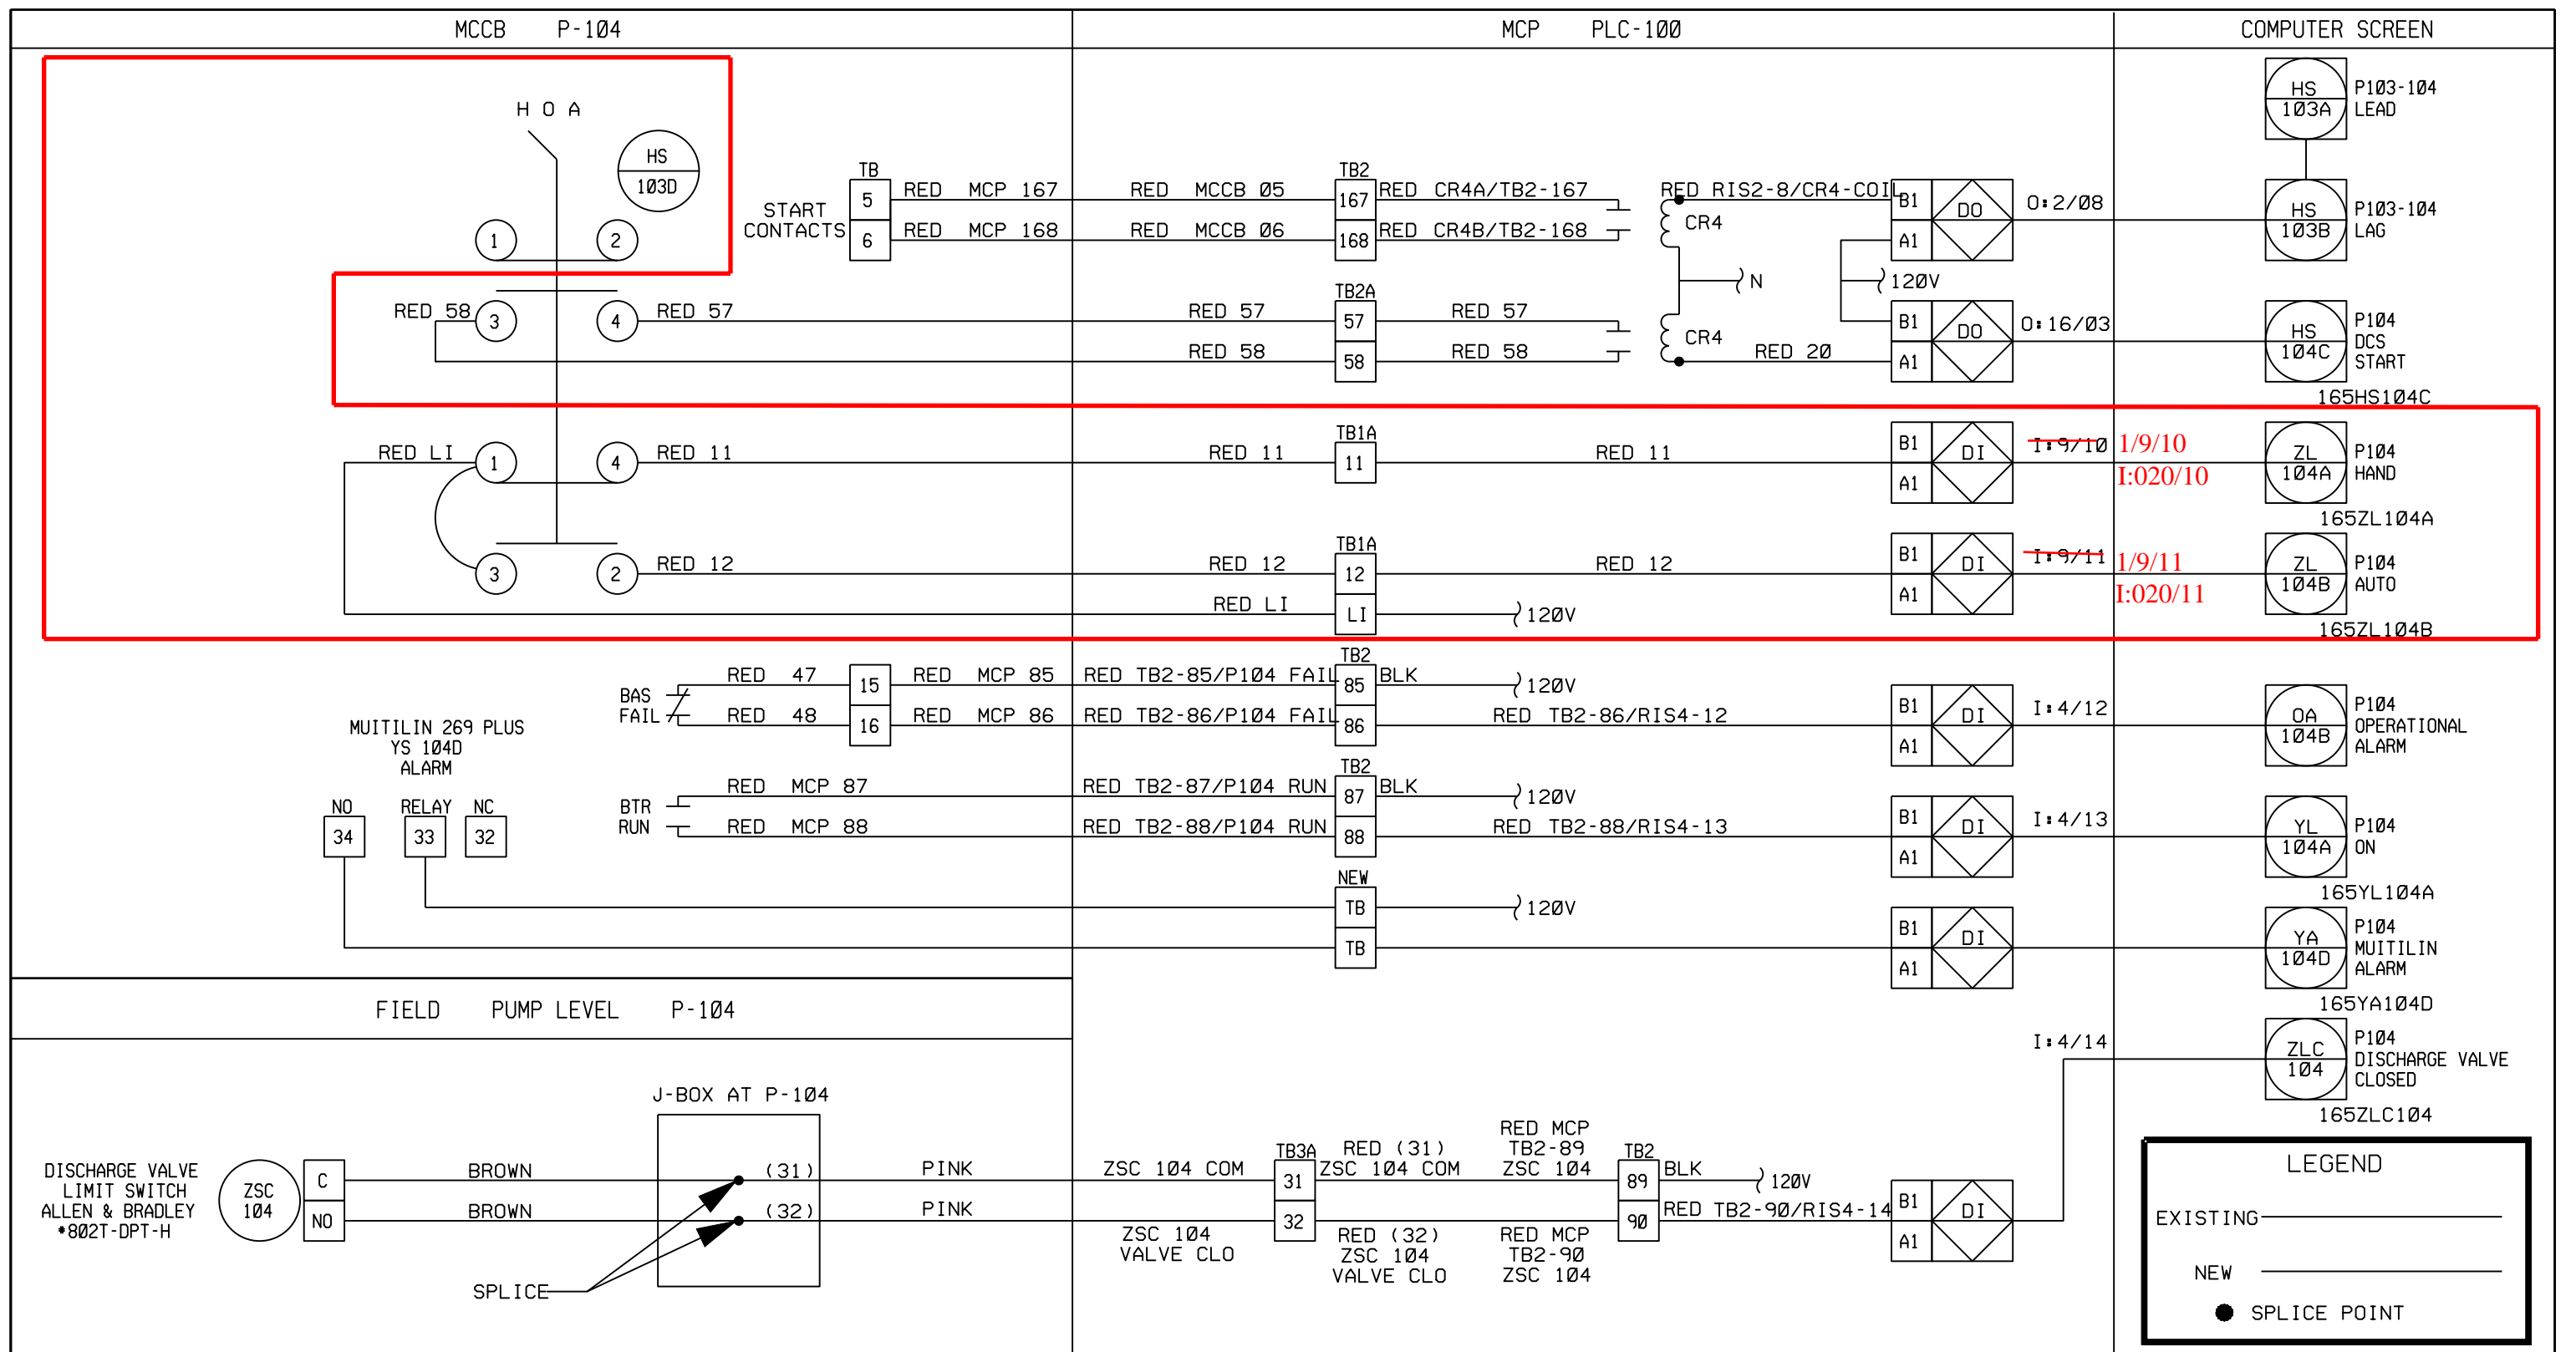 MCCB P-104
MCP PLC-100
COMPUTER SCREEN
H O A
HS
103D
1
2
START
CONTACTS
TB
5
6
RED MCP 167
RED MCP 168
RED MCCB 05
RED MCCB 06
TB2
167
168
RED CR4A/TB2-167
RED CR4B/TB2-168
RED RIS2-8/CR4-COIL
CR4
N
B1
A1
DO
120V
O:2/08
HS
103A
P103-104
LEAD
HS
103B
P103-104
LAG
RED 58
3
4
RED 57
RED 57
RED 58
TB2A
57
58
RED 57
RED 58
CR4
RED 20
B1
A1
DO
O:16/03
HS
104C
P104
DCS
START
165HS104C
RED LI
1
4
RED 11
RED 11
TB1A
11
RED 11
B1
A1
DI
I:9/10
1/9/10
I:020/10
ZL
104A
P104
HAND
165ZL104A
3
2
RED 12
RED 12
RED LI
TB1A
12
LI
RED 12
120V
B1
A1
DI
I:9/11
1/9/11
I:020/11
ZL
104B
P104
AUTO
165ZL104B
BAS
FAIL
RED 47
RED 48
15
16
RED MCP 85
RED MCP 86
RED TB2-85/P104 FAIL
RED TB2-86/P104 FAIL
TB2
85
86
BLK
120V
RED TB2-86/RIS4-12
B1
A1
DI
I:4/12
OA
104B
P104
OPERATIONAL
ALARM
MUITILIN 269 PLUS
YS 104D
ALARM
NO
34
RELAY
33
NC
32
BTR
RUN
RED MCP 87
RED MCP 88
RED TB2-87/P104 RUN
RED TB2-88/P104 RUN
TB2
87
88
BLK
120V
RED TB2-88/RIS4-13
B1
A1
DI
I:4/13
YL
104A
P104
ON
165YL104A
NEW
TB
TB
120V
B1
A1
DI
YA
104D
P104
MUITILIN
ALARM
165YA104D
FIELD PUMP LEVEL P-104
I:4/14
ZLC
104
P104
DISCHARGE VALVE
CLOSED
165ZLC104
J-BOX AT P-104
DISCHARGE VALVE
LIMIT SWITCH
ALLEN & BRADLEY
*802T-DPT-H
ZSC
104
C
NO
BROWN
BROWN
(31)
(32)
SPLICE
PINK
PINK
ZSC 104 COM
ZSC 104
VALVE CLO
TB3A
31
32
RED (31)
ZSC 104 COM
RED (32)
ZSC 104
VALVE CLO
RED MCP
TB2-89
ZSC 104
RED MCP
TB2-90
ZSC 104
TB2
89
90
BLK
120V
RED TB2-90/RIS4-14
B1
A1
DI
LEGEND
EXISTING
NEW
SPLICE POINT